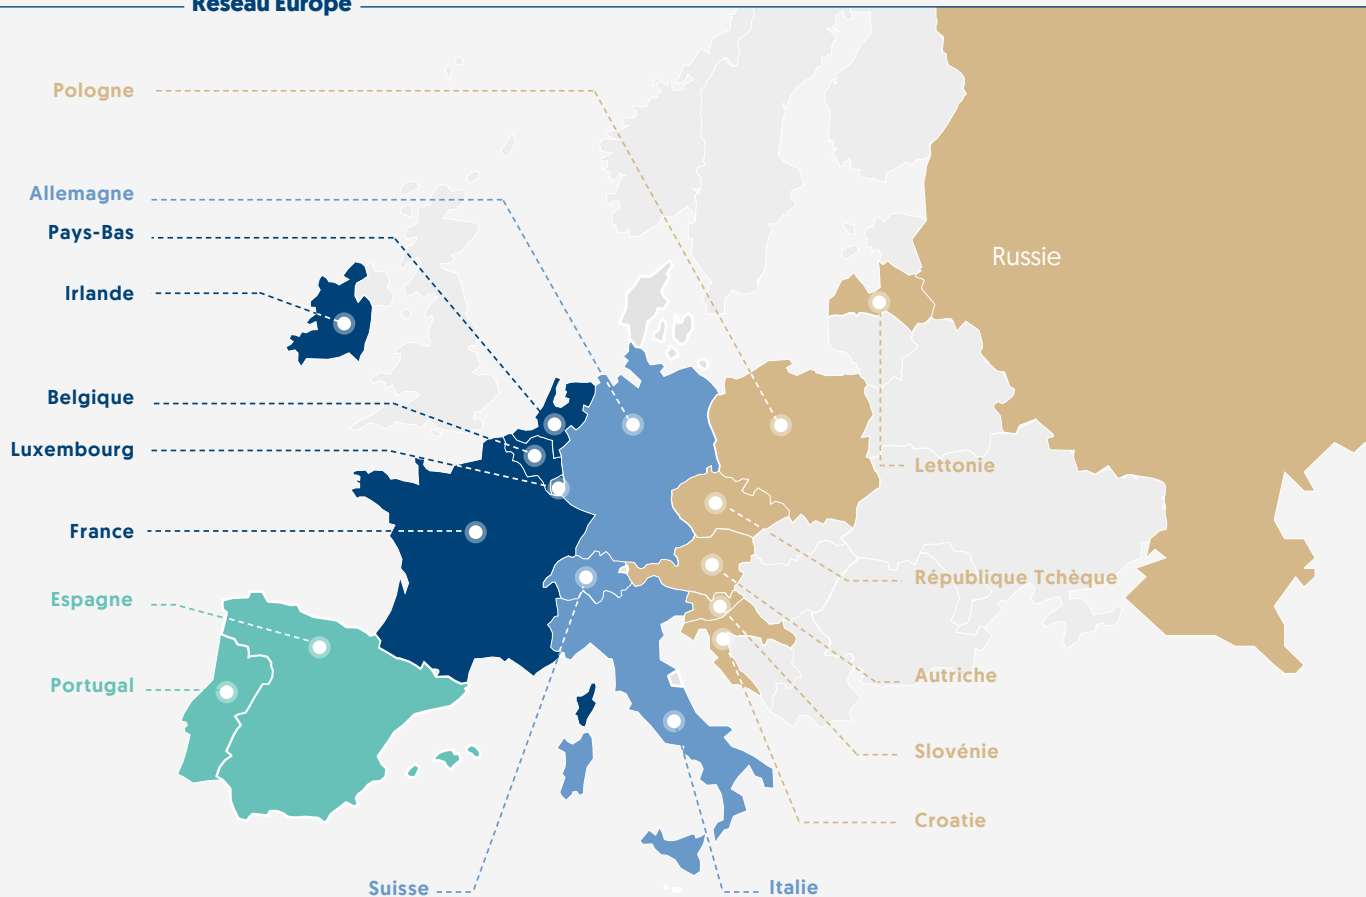 Réseau Europe
Pologne
Allemagne
Pays-Bas
Russie
Irlande
Belgique
Luxembourg
Lettonie
France
République Tchèque
Espagne
Autriche
Portugal
Slovénie
Croatie
Suisse
Italie